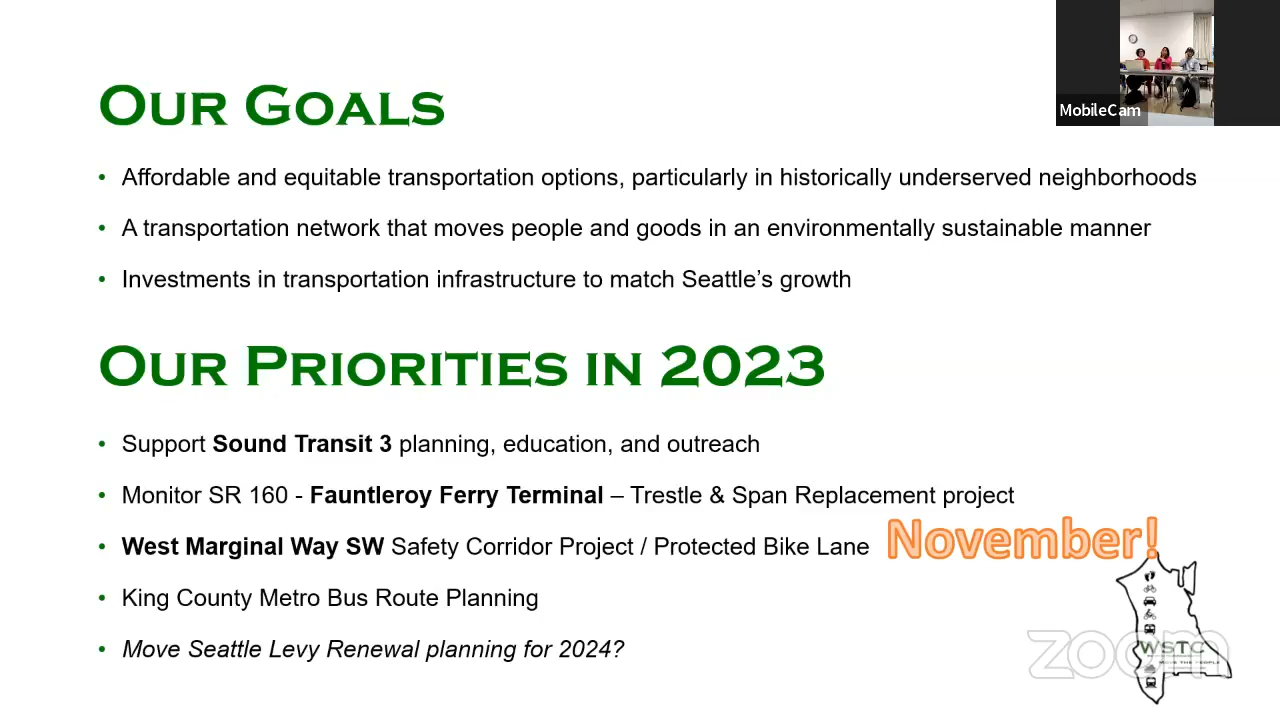 MobileCam
OUR GOALS
• Affordable and equitable transportation options, particularly in historically underserved neighborhoods
• A transportation network that moves people and goods in an environmentally sustainable manner
• Investments in transportation infrastructure to match Seattle’s growth
OUR PRIORITIES IN 2023
• Support Sound Transit 3 planning, education, and outreach
• Monitor SR 160 - Fauntleroy Ferry Terminal – Trestle & Span Replacement project
• West Marginal Way SW Safety Corridor Project / Protected Bike Lane
November!
• King County Metro Bus Route Planning
• Move Seattle Levy Renewal planning for 2024?
zoom
WSTC
MOVE THE PEOPLE